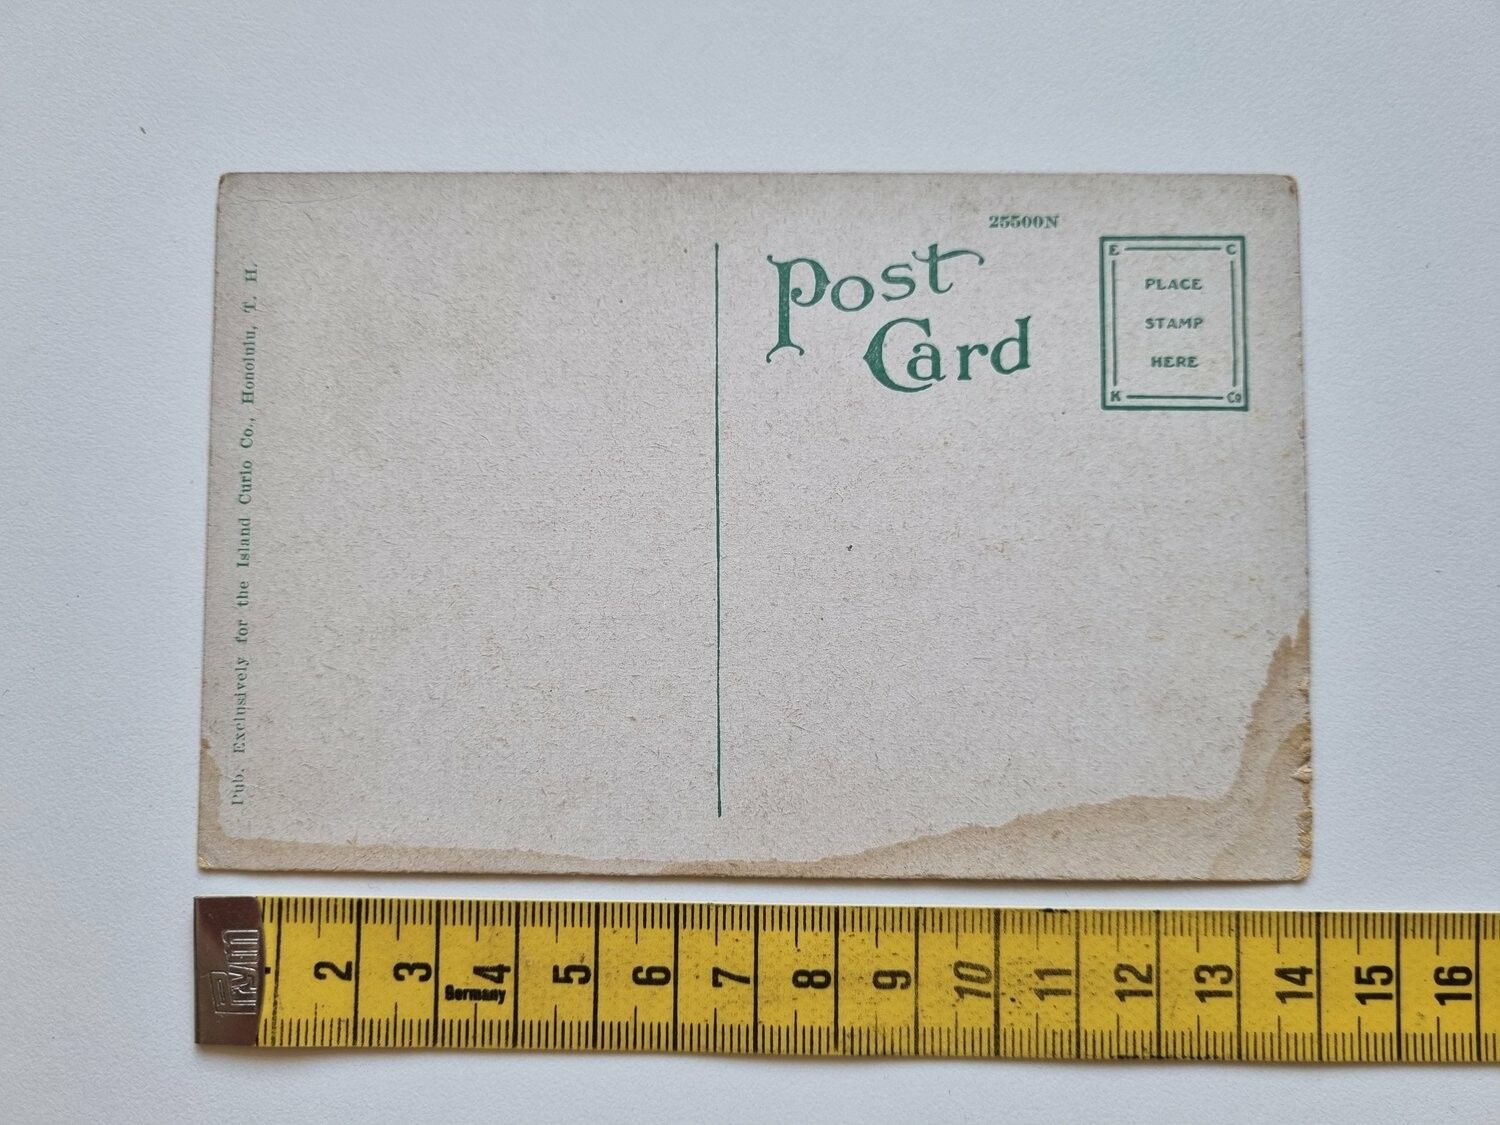 Pub. Exclusively for the Island Curio Co., Honolulu, T. H.
25500N
Post
Card
E C
PLACE
STAMP
HERE
K Co
Prym
2 3 4 5 6 7 8 9 10 11 12 13 14 15 16
Germany